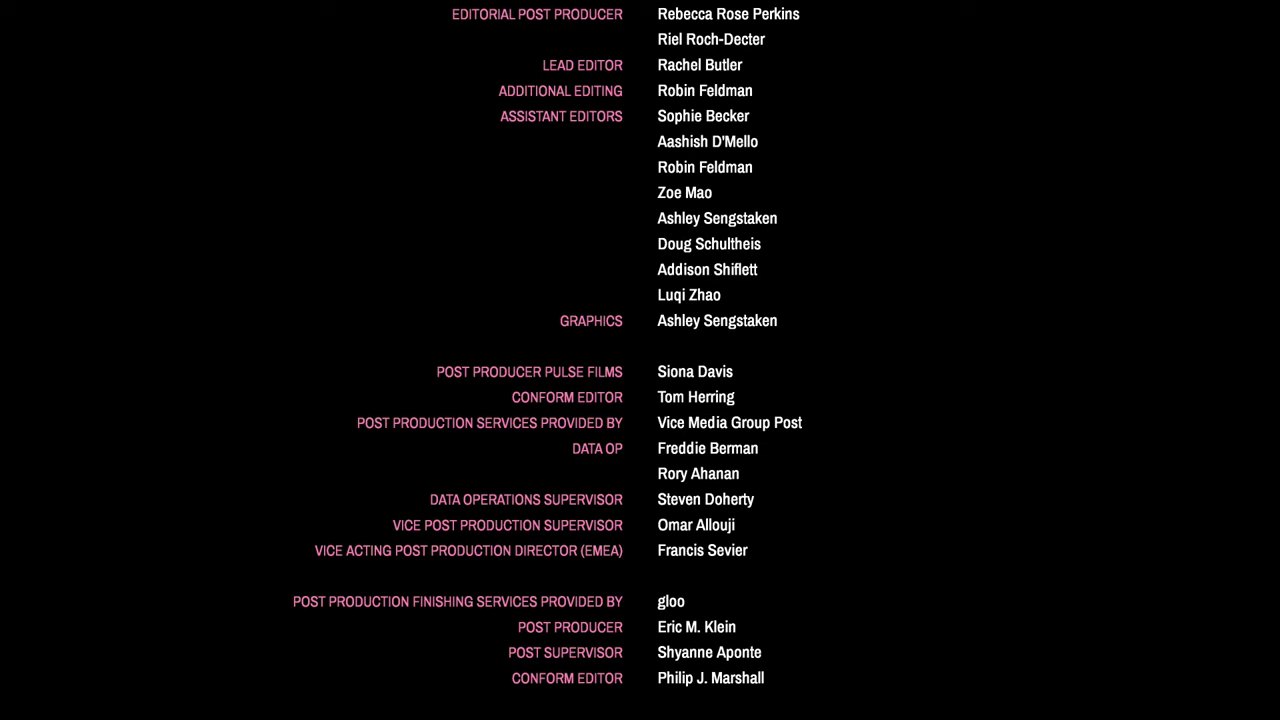 EDITORIAL POST PRODUCER Rebecca Rose Perkins
Riel Roch-Decter
LEAD EDITOR Rachel Butler
ADDITIONAL EDITING Robin Feldman
ASSISTANT EDITORS Sophie Becker
Aashish D'Mello
Robin Feldman
Zoe Mao
Ashley Sengstaken
Doug Schultheis
Addison Shiflett
Luqi Zhao
GRAPHICS Ashley Sengstaken
POST PRODUCER PULSE FILMS Siona Davis
CONFORM EDITOR Tom Herring
POST PRODUCTION SERVICES PROVIDED BY Vice Media Group Post
DATA OP Freddie Berman
Rory Ahanan
DATA OPERATIONS SUPERVISOR Steven Doherty
VICE POST PRODUCTION SUPERVISOR Omar Allouji
VICE ACTING POST PRODUCTION DIRECTOR (EMEA) Francis Sevier
POST PRODUCTION FINISHING SERVICES PROVIDED BY gloo
POST PRODUCER Eric M. Klein
POST SUPERVISOR Shyanne Aponte
CONFORM EDITOR Philip J. Marshall